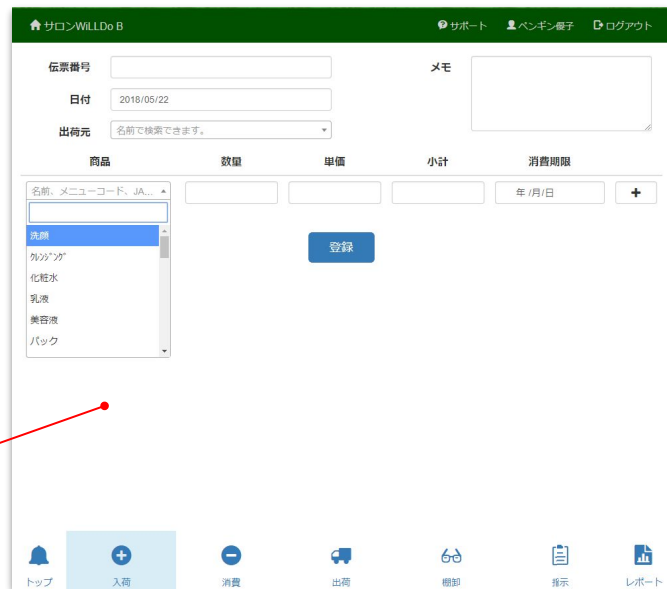 サロンWiLLDo B サポート ペンギン優子 ログアウト
伝票番号 メモ
日付 2018/05/22
出荷元 名前で検索できます。
商品 数量 単価 小計 消費期限
名前、メニューコード、JA... 年 /月/日
洗顔 登録
クレンジング
化粧水
乳液
美容液
パック
トップ 入荷 消費 出荷 棚卸 指示 レポート